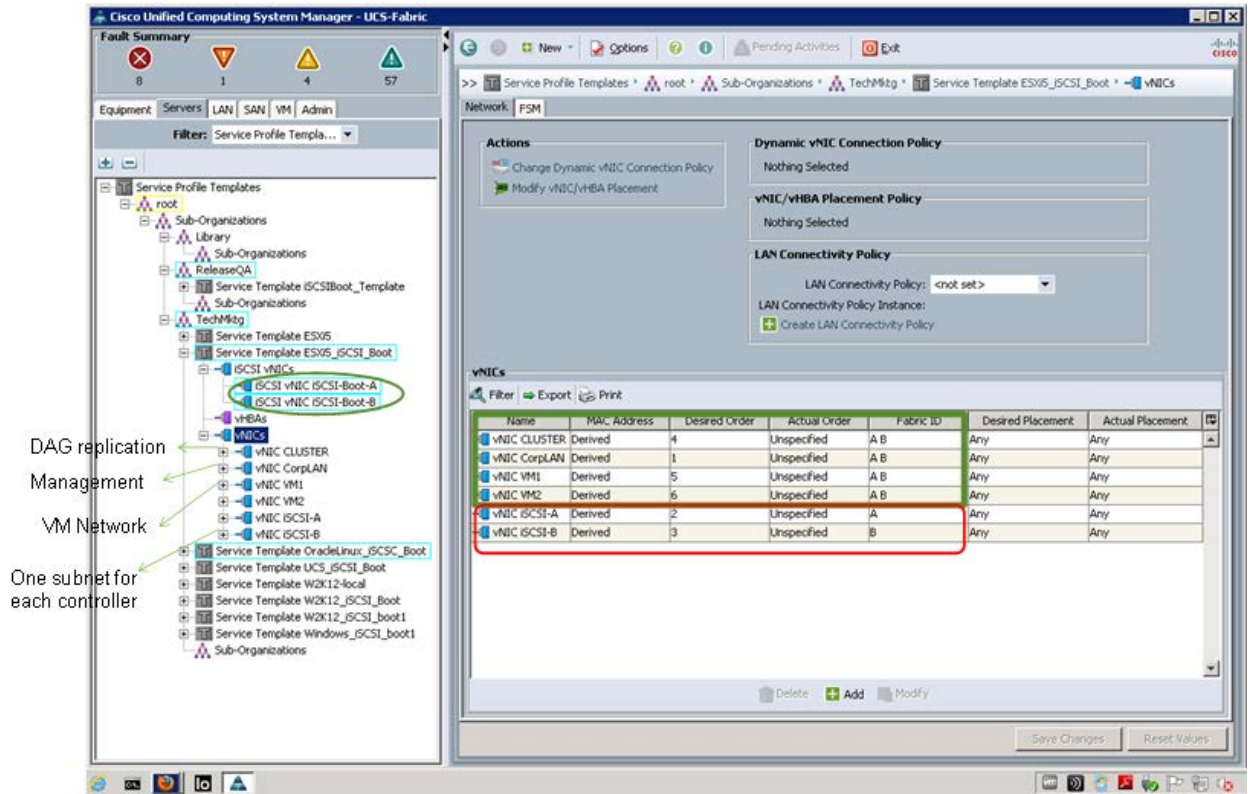 Cisco Unified Computing System Manager - UCS-Fabric
Fault Summary
8 1 4 57
Equipment Servers LAN SAN VM Admin
Filter: Service Profile Templa...
Service Profile Templates
root
Sub-Organizations
Library
Sub-Organizations
ReleaseQA
Service Template iSCSIBoot_Template
Sub-Organizations
TechMktg
Service Template ESXi5
Service Template ESXi5_iSCSI_Boot
iSCSI vNICs
iSCSI vNIC iSCSI-Boot-A
iSCSI vNIC iSCSI-Boot-B
vHBAs
vNICs
vNIC CLUSTER
vNIC CorpLAN
vNIC VM1
vNIC VM2
vNIC iSCSI-A
vNIC iSCSI-B
Service Template OracleLinux_iSCSC_Boot
Service Template UCS_iSCSI_Boot
Service Template W2K12-local
Service Template W2K12_iSCSI_Boot
Service Template W2K12_iSCSI_boot1
Service Template Windows_iSCSI_boot1
Sub-Organizations
DAG replication
Management
VM Network
One subnet for
each controller
New Options Pending Activities Exit
CISCO
>> Service Profile Templates root Sub-Organizations TechMktg Service Template ESXi5_iSCSI_Boot vNICs
Network FSM
Actions
Change Dynamic vNIC Connection Policy
Modify vNIC/vHBA Placement
Dynamic vNIC Connection Policy
Nothing Selected
vNIC/vHBA Placement Policy
Nothing Selected
LAN Connectivity Policy
LAN Connectivity Policy: <not set>
LAN Connectivity Policy Instance:
Create LAN Connectivity Policy
vNICs
Filter Export Print
Name MAC Address Desired Order Actual Order Fabric ID Desired Placement Actual Placement
vNIC CLUSTER Derived 4 Unspecified A B Any Any
vNIC CorpLAN Derived 1 Unspecified A B Any Any
vNIC VM1 Derived 5 Unspecified A B Any Any
vNIC VM2 Derived 6 Unspecified A B Any Any
vNIC iSCSI-A Derived 2 Unspecified A Any Any
vNIC iSCSI-B Derived 3 Unspecified B Any Any
Delete Add Modify
Save Changes Reset Values